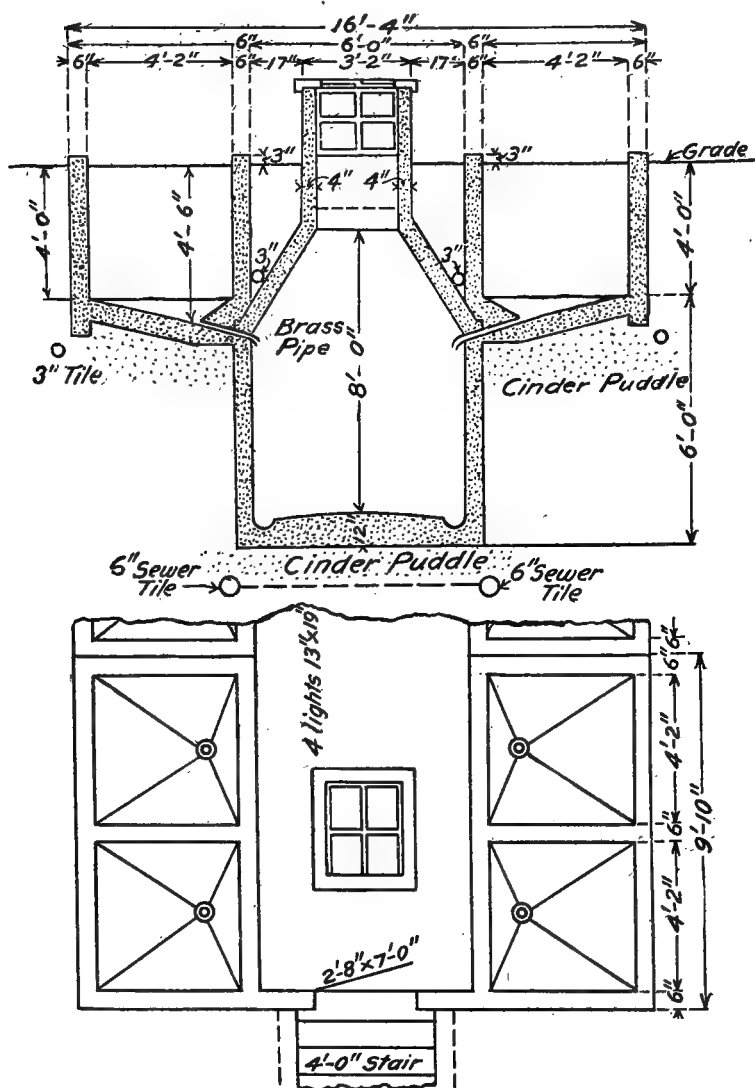 16'-4"
6" 6'-0" 6"
6" 4'-2" 6" 17" 3'-2" 17" 6" 4'-2" 6"
3" 3" Grade
4" 4"
4'-0" 4'-6" 4'-0"
3" 3"
Brass
Pipe
8'-0"
3" Tile
Cinder Puddle
6'-0"
12"
Cinder Puddle
6" Sewer
Tile
6" Sewer
Tile
4 lights 13"x19"
6"
6"
4'-2"
9'-10"
6"
4'-2"
2'-8"x7'-0"
6"
4'-0" Stair